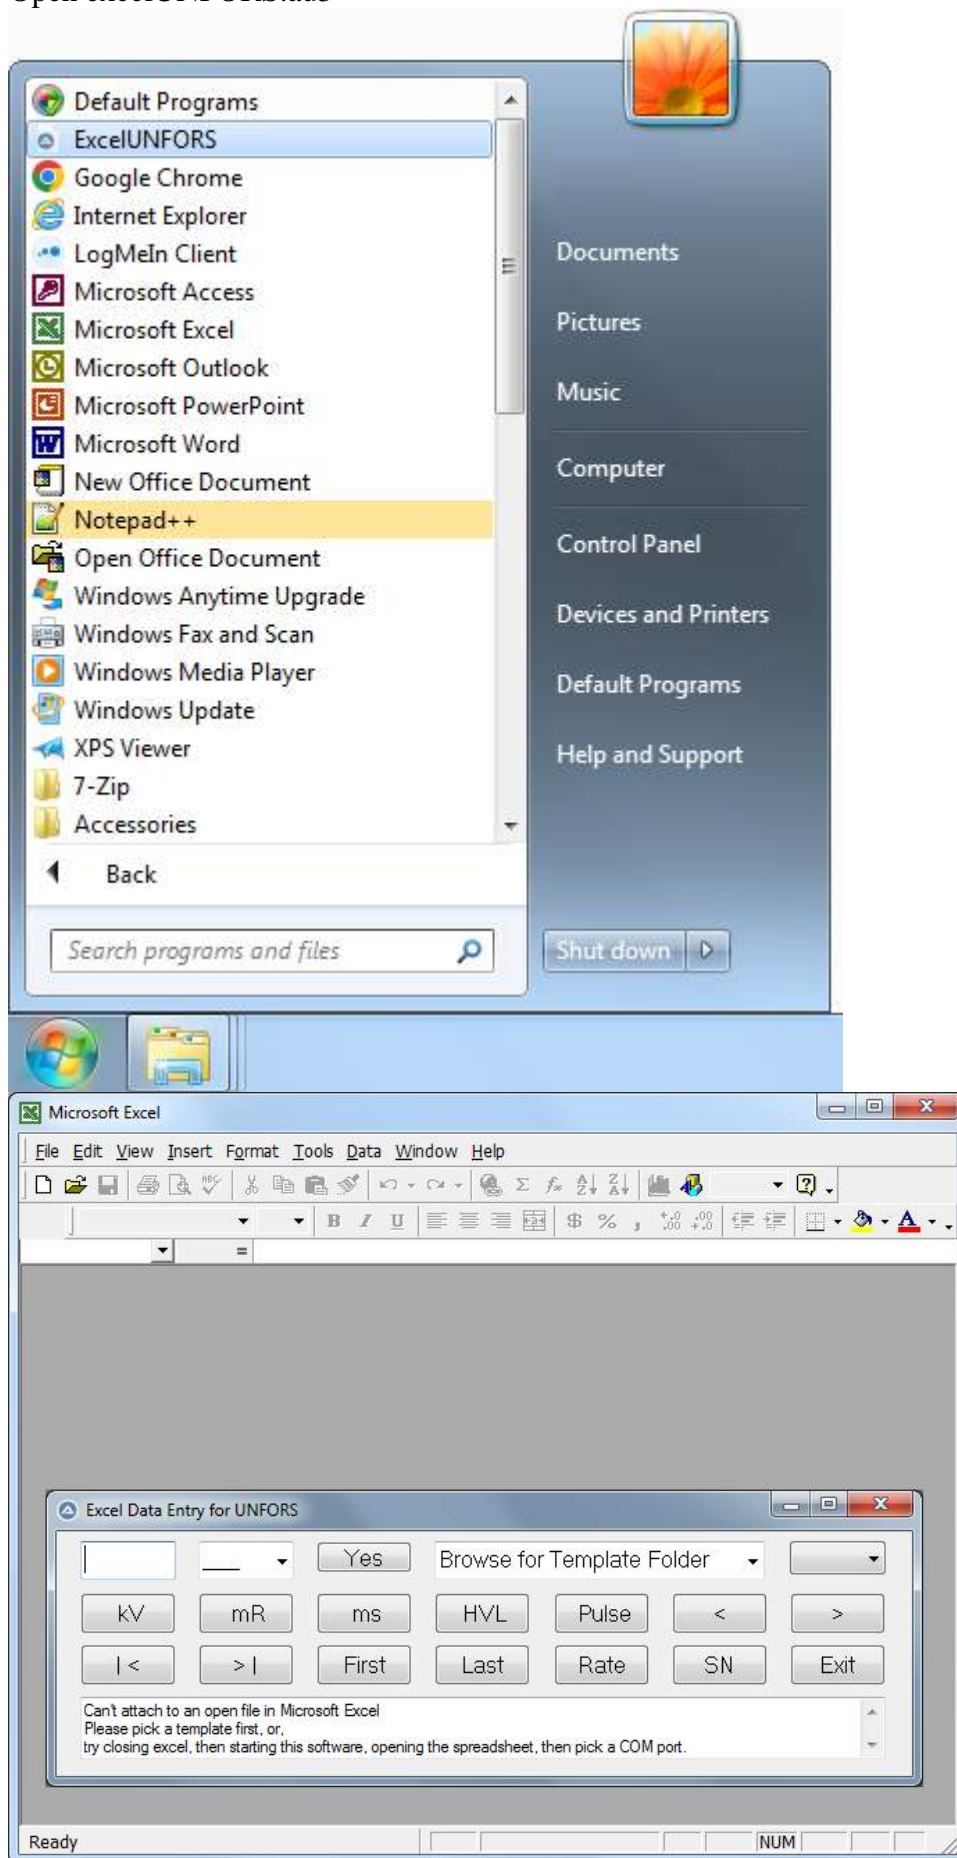 Open excelUNFORS.au3
Default Programs
ExcelUNFORS
Google Chrome
Internet Explorer
LogMeIn Client
Microsoft Access
Microsoft Excel
Microsoft Outlook
Microsoft PowerPoint
Microsoft Word
New Office Document
Notepad++
Open Office Document
Windows Anytime Upgrade
Windows Fax and Scan
Windows Media Player
Windows Update
XPS Viewer
7-Zip
Accessories
Back
Search programs and files
Documents
Pictures
Music
Computer
Control Panel
Devices and Printers
Default Programs
Help and Support
Shut down
Microsoft Excel
File Edit View Insert Format Tools Data Window Help
B I U $ % ,
=
Excel Data Entry for UNFORS
___ Yes Browse for Template Folder
kV mR ms HVL Pulse < >
|< >| First Last Rate SN Exit
Can't attach to an open file in Microsoft Excel
Please pick a template first, or,
try closing excel, then starting this software, opening the spreadsheet, then pick a COM port.
Ready NUM